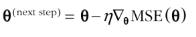 θ^(next step) = θ − η∇_θ MSE(θ)